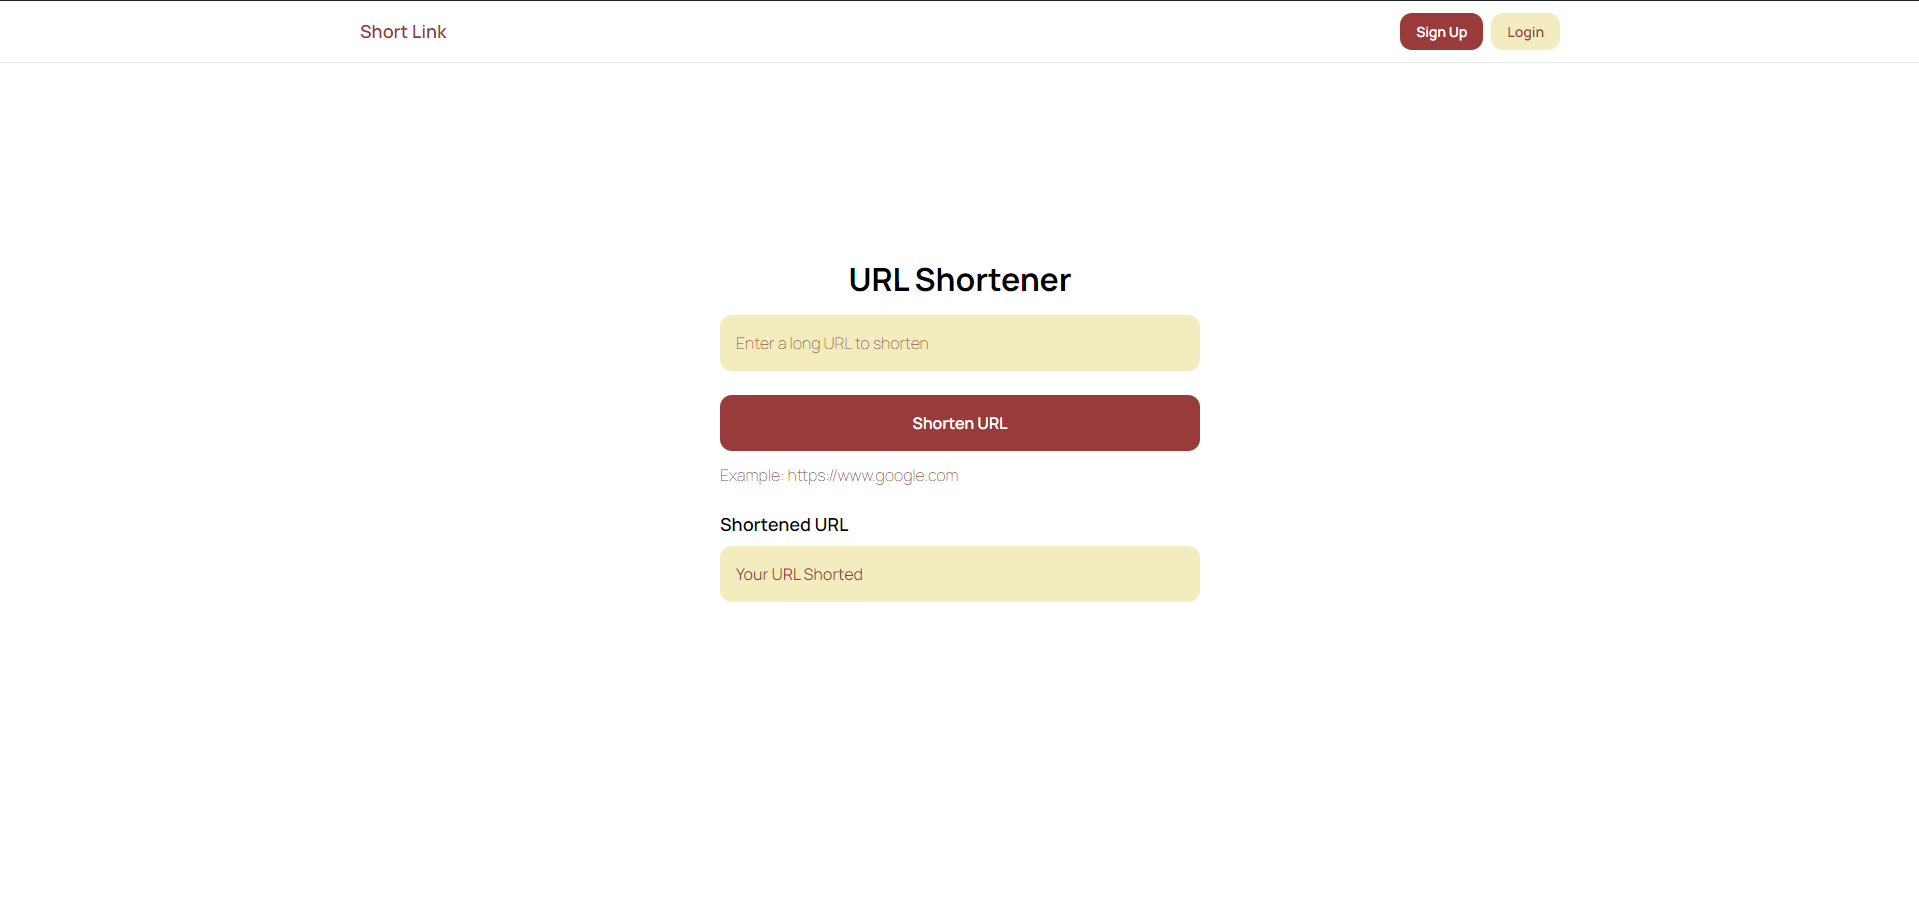 Short Link
Sign Up
Login
URL Shortener
Enter a long URL to shorten
Shorten URL
Example: https://www.google.com
Shortened URL
Your URL Shorted